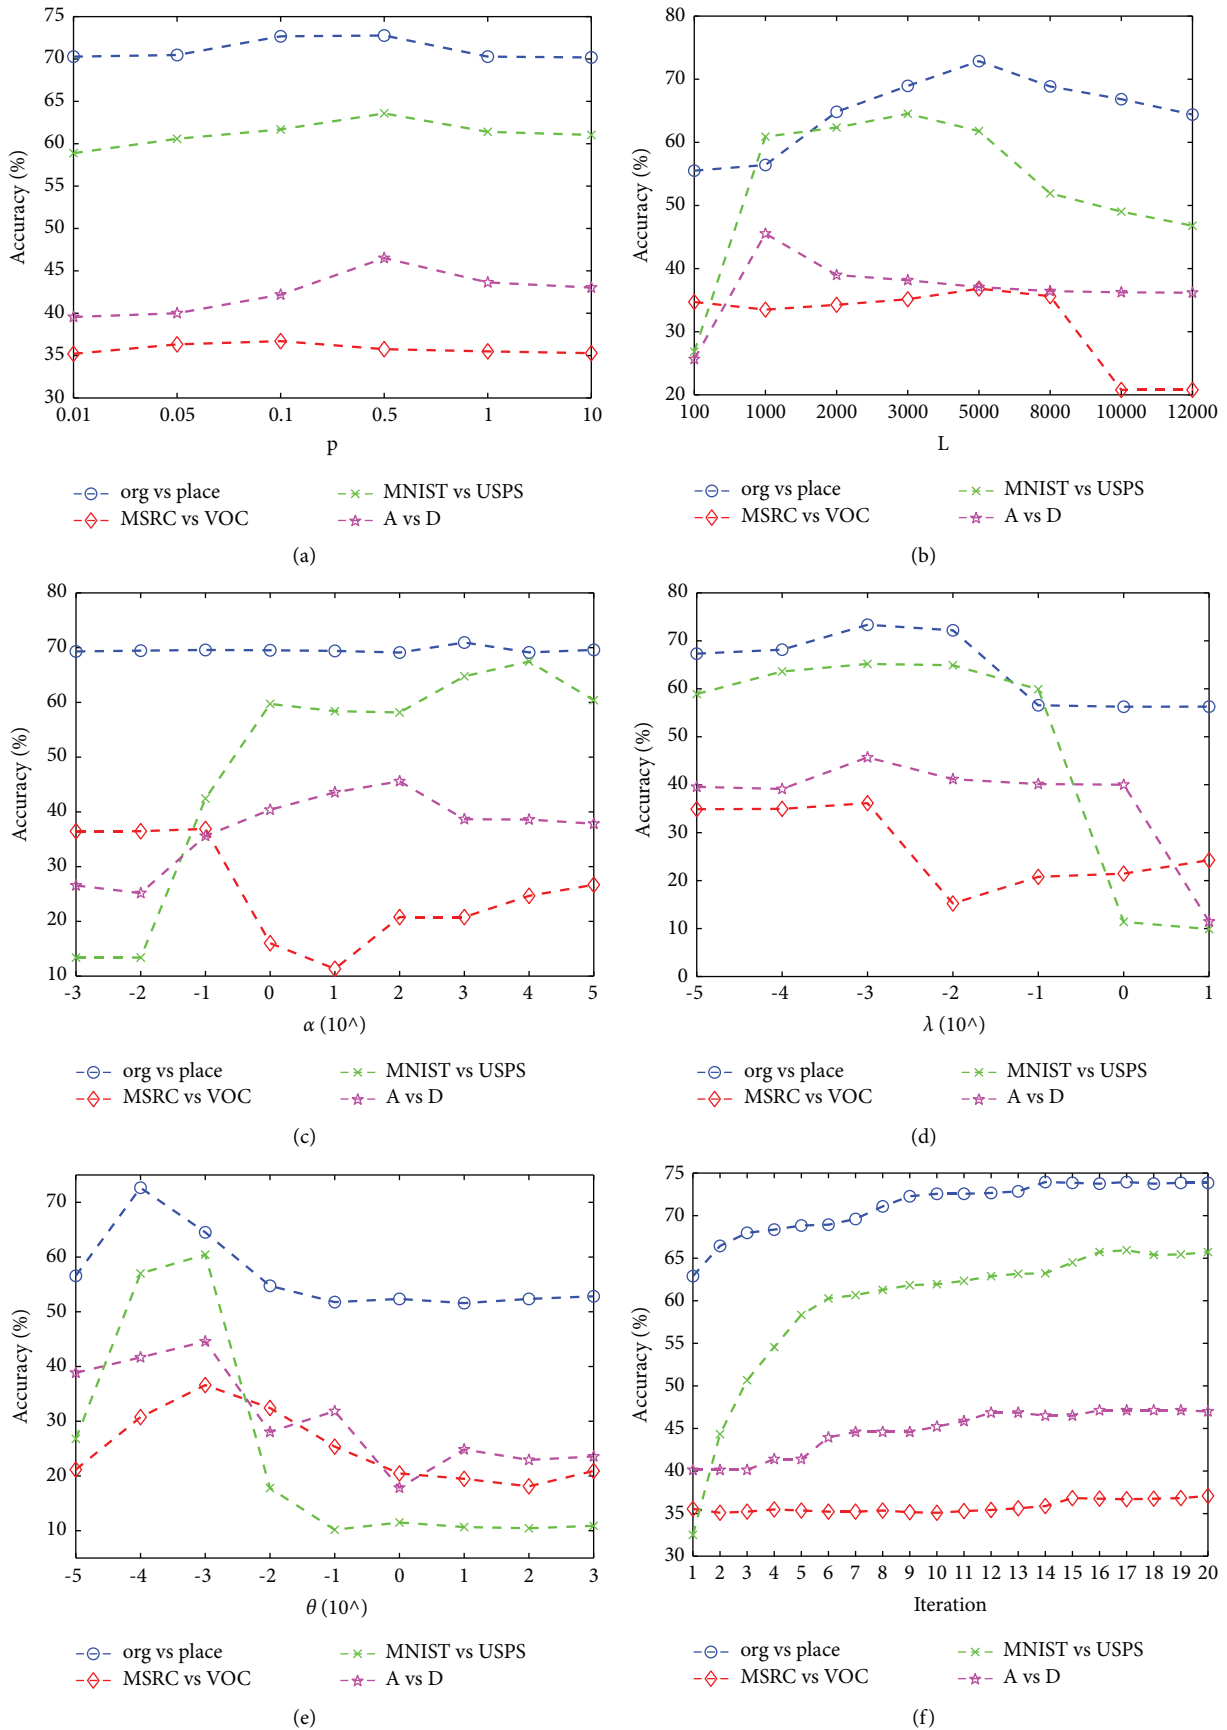 75
70
65
60
55
50
45
40
35
30
Accuracy (%)
0.01 0.05 0.1 0.5 1 10
p
org vs place
MSRC vs VOC
MNIST vs USPS
A vs D
(a)
80
70
60
50
40
30
20
Accuracy (%)
100 1000 2000 3000 5000 8000 10000 12000
L
org vs place
MSRC vs VOC
MNIST vs USPS
A vs D
(b)
80
70
60
50
40
30
20
10
Accuracy (%)
-3 -2 -1 0 1 2 3 4 5
α (10^)
org vs place
MSRC vs VOC
MNIST vs USPS
A vs D
(c)
80
70
60
50
40
30
20
10
0
Accuracy (%)
-5 -4 -3 -2 -1 0 1
λ (10^)
org vs place
MSRC vs VOC
MNIST vs USPS
A vs D
(d)
70
60
50
40
30
20
10
Accuracy (%)
-5 -4 -3 -2 -1 0 1 2 3
θ (10^)
org vs place
MSRC vs VOC
MNIST vs USPS
A vs D
(e)
75
70
65
60
55
50
45
40
35
30
Accuracy (%)
1 2 3 4 5 6 7 8 9 10 11 12 13 14 15 16 17 18 19 20
Iteration
org vs place
MSRC vs VOC
MNIST vs USPS
A vs D
(f)